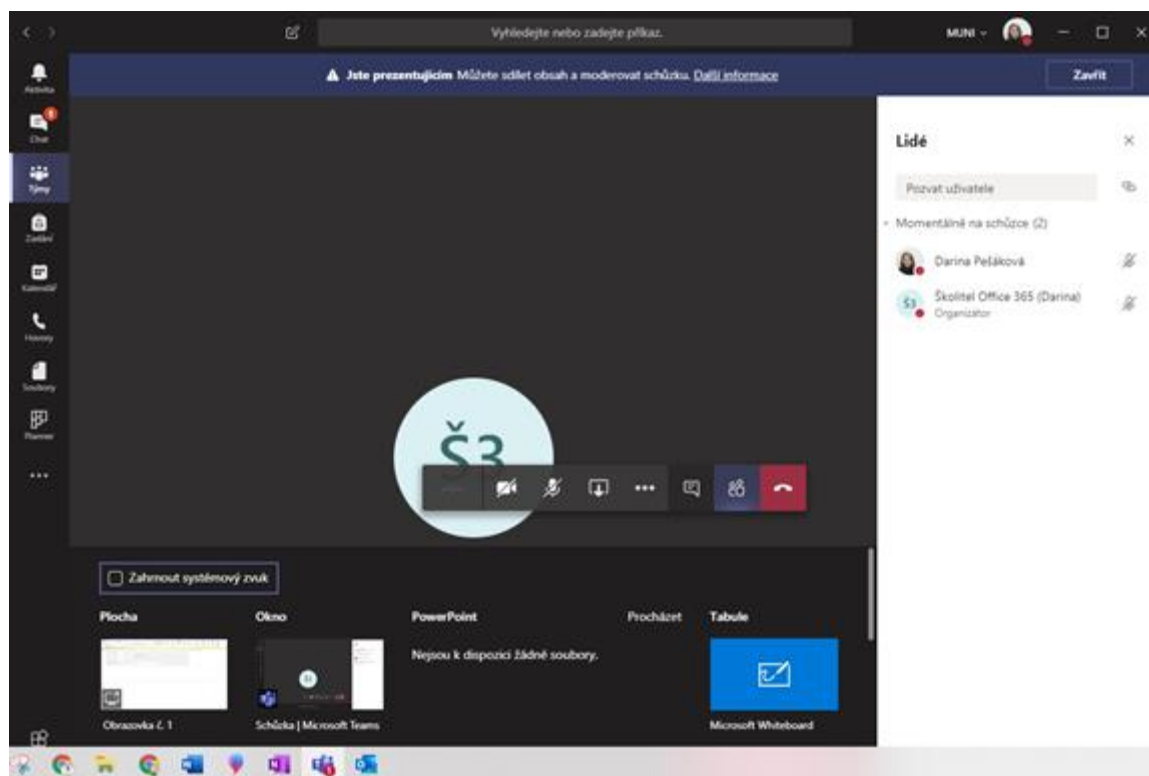 Vyhledejte nebo zadejte příkaz.
MUNI
Jste prezentujícím Můžete sdílet obsah a moderovat schůzku. Další informace
Zavřít
Aktivita
Chat
Týmy
Zadání
Kalendář
Hovory
Soubory
Planner
Lidé
Pozvat uživatele
Momentálně na schůzce (2)
Darina Pešáková
Š3
Školitel Office 365 (Darina)
Organizátor
Š3
Zahrnout systémový zvuk
Plocha
Okno
PowerPoint
Procházet
Tabule
Nejsou k dispozici žádné soubory.
Obrazovka č. 1
Schůzka | Microsoft Teams
Microsoft Whiteboard